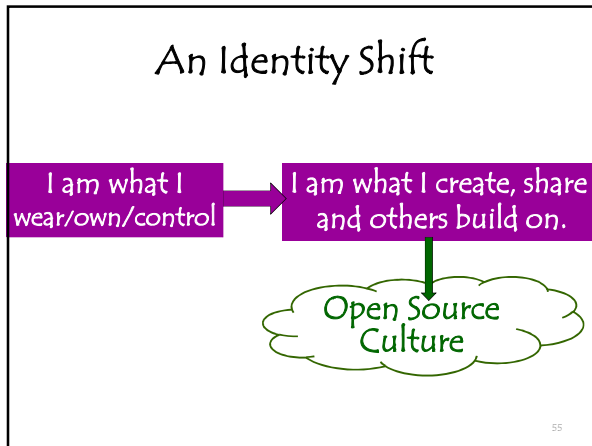 An Identity Shift
I am what I
wear/own/control
I am what I create, share
and others build on.
Open Source
Culture
55